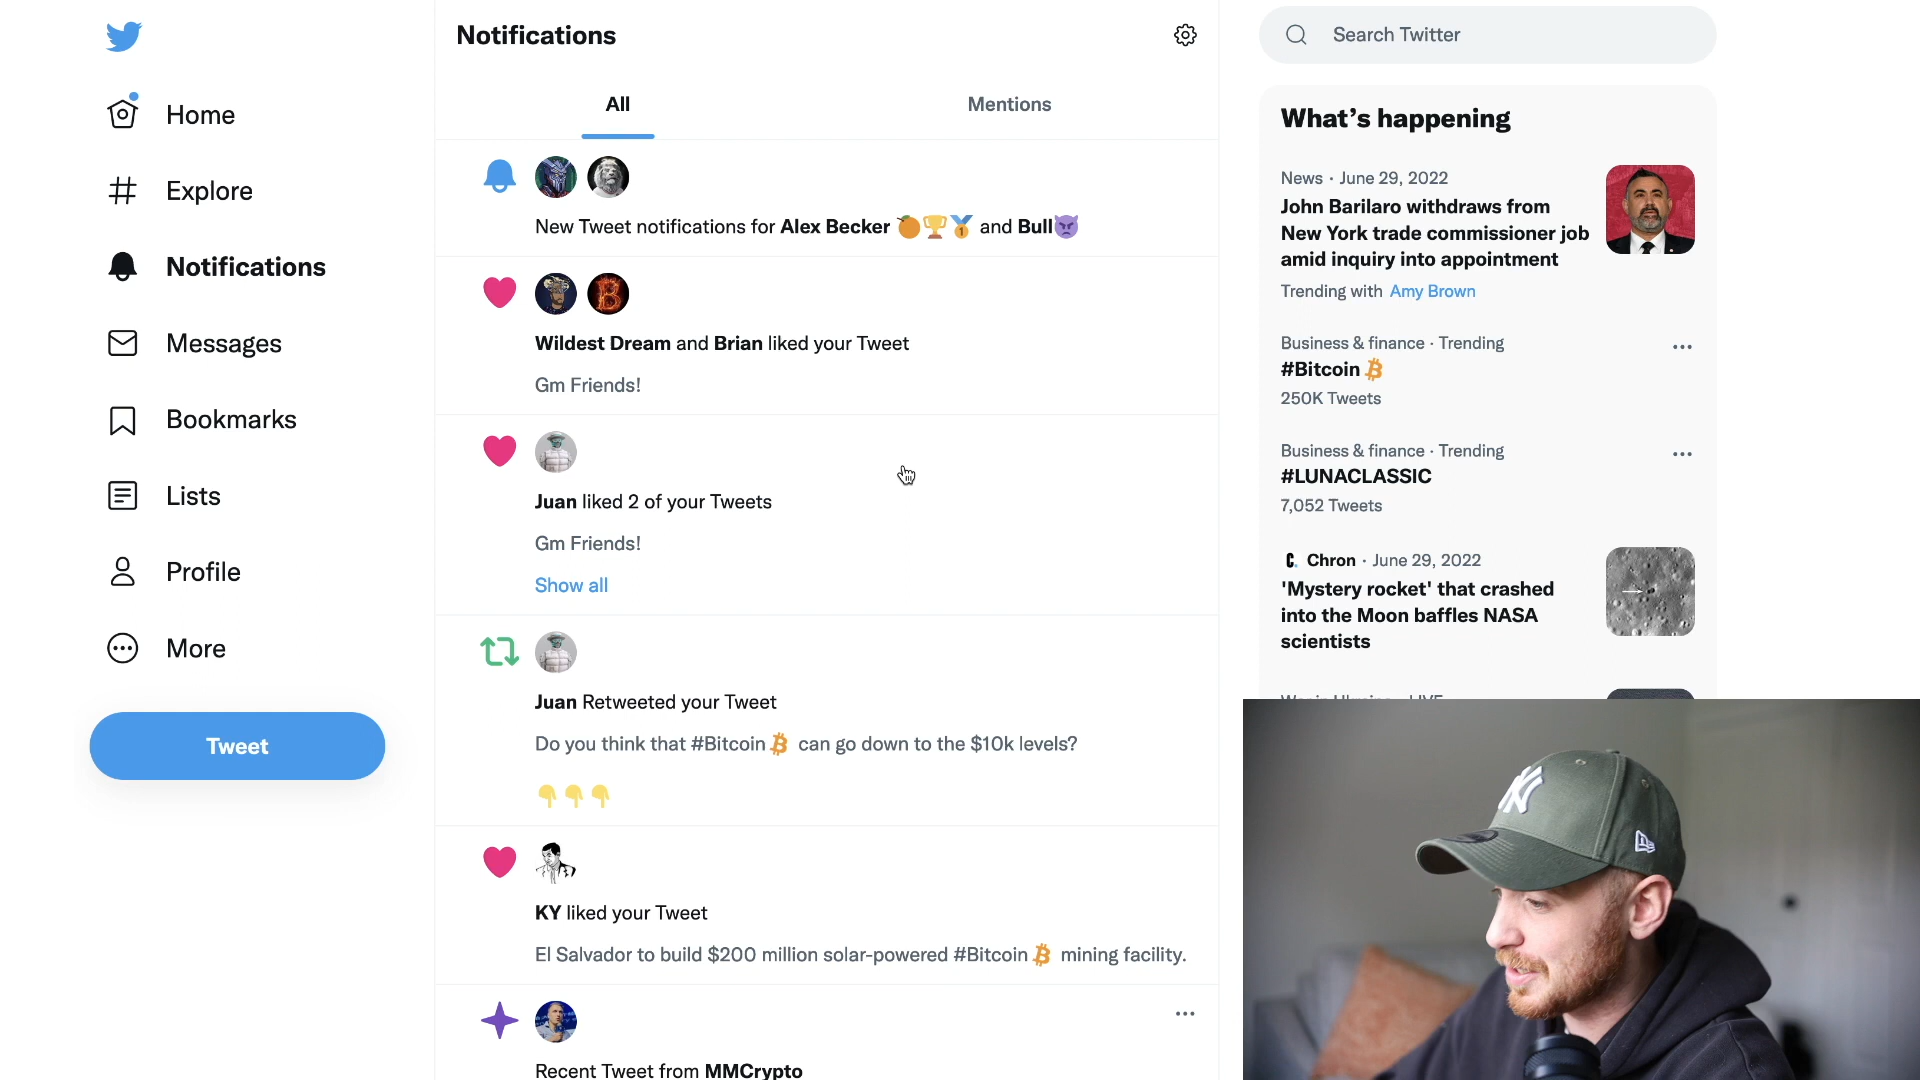 Home
Explore
Notifications
Messages
Bookmarks
Lists
Profile
More
Tweet
Notifications
All
Mentions
New Tweet notifications for Alex Becker 🍊🏆🥇 and Bull👿
Wildest Dream and Brian liked your Tweet
Gm Friends!
Juan liked 2 of your Tweets
Gm Friends!
Show all
Juan Retweeted your Tweet
Do you think that #Bitcoin can go down to the $10k levels?
👇👇👇
KY liked your Tweet
El Salvador to build $200 million solar-powered #Bitcoin mining facility.
Recent Tweet from MMCrypto
Search Twitter
What's happening
News · June 29, 2022
John Barilaro withdraws from
New York trade commissioner job
amid inquiry into appointment
Trending with Amy Brown
Business & finance · Trending
#Bitcoin
250K Tweets
Business & finance · Trending
#LUNACLASSIC
7,052 Tweets
Chron · June 29, 2022
'Mystery rocket' that crashed
into the Moon baffles NASA
scientists
NY